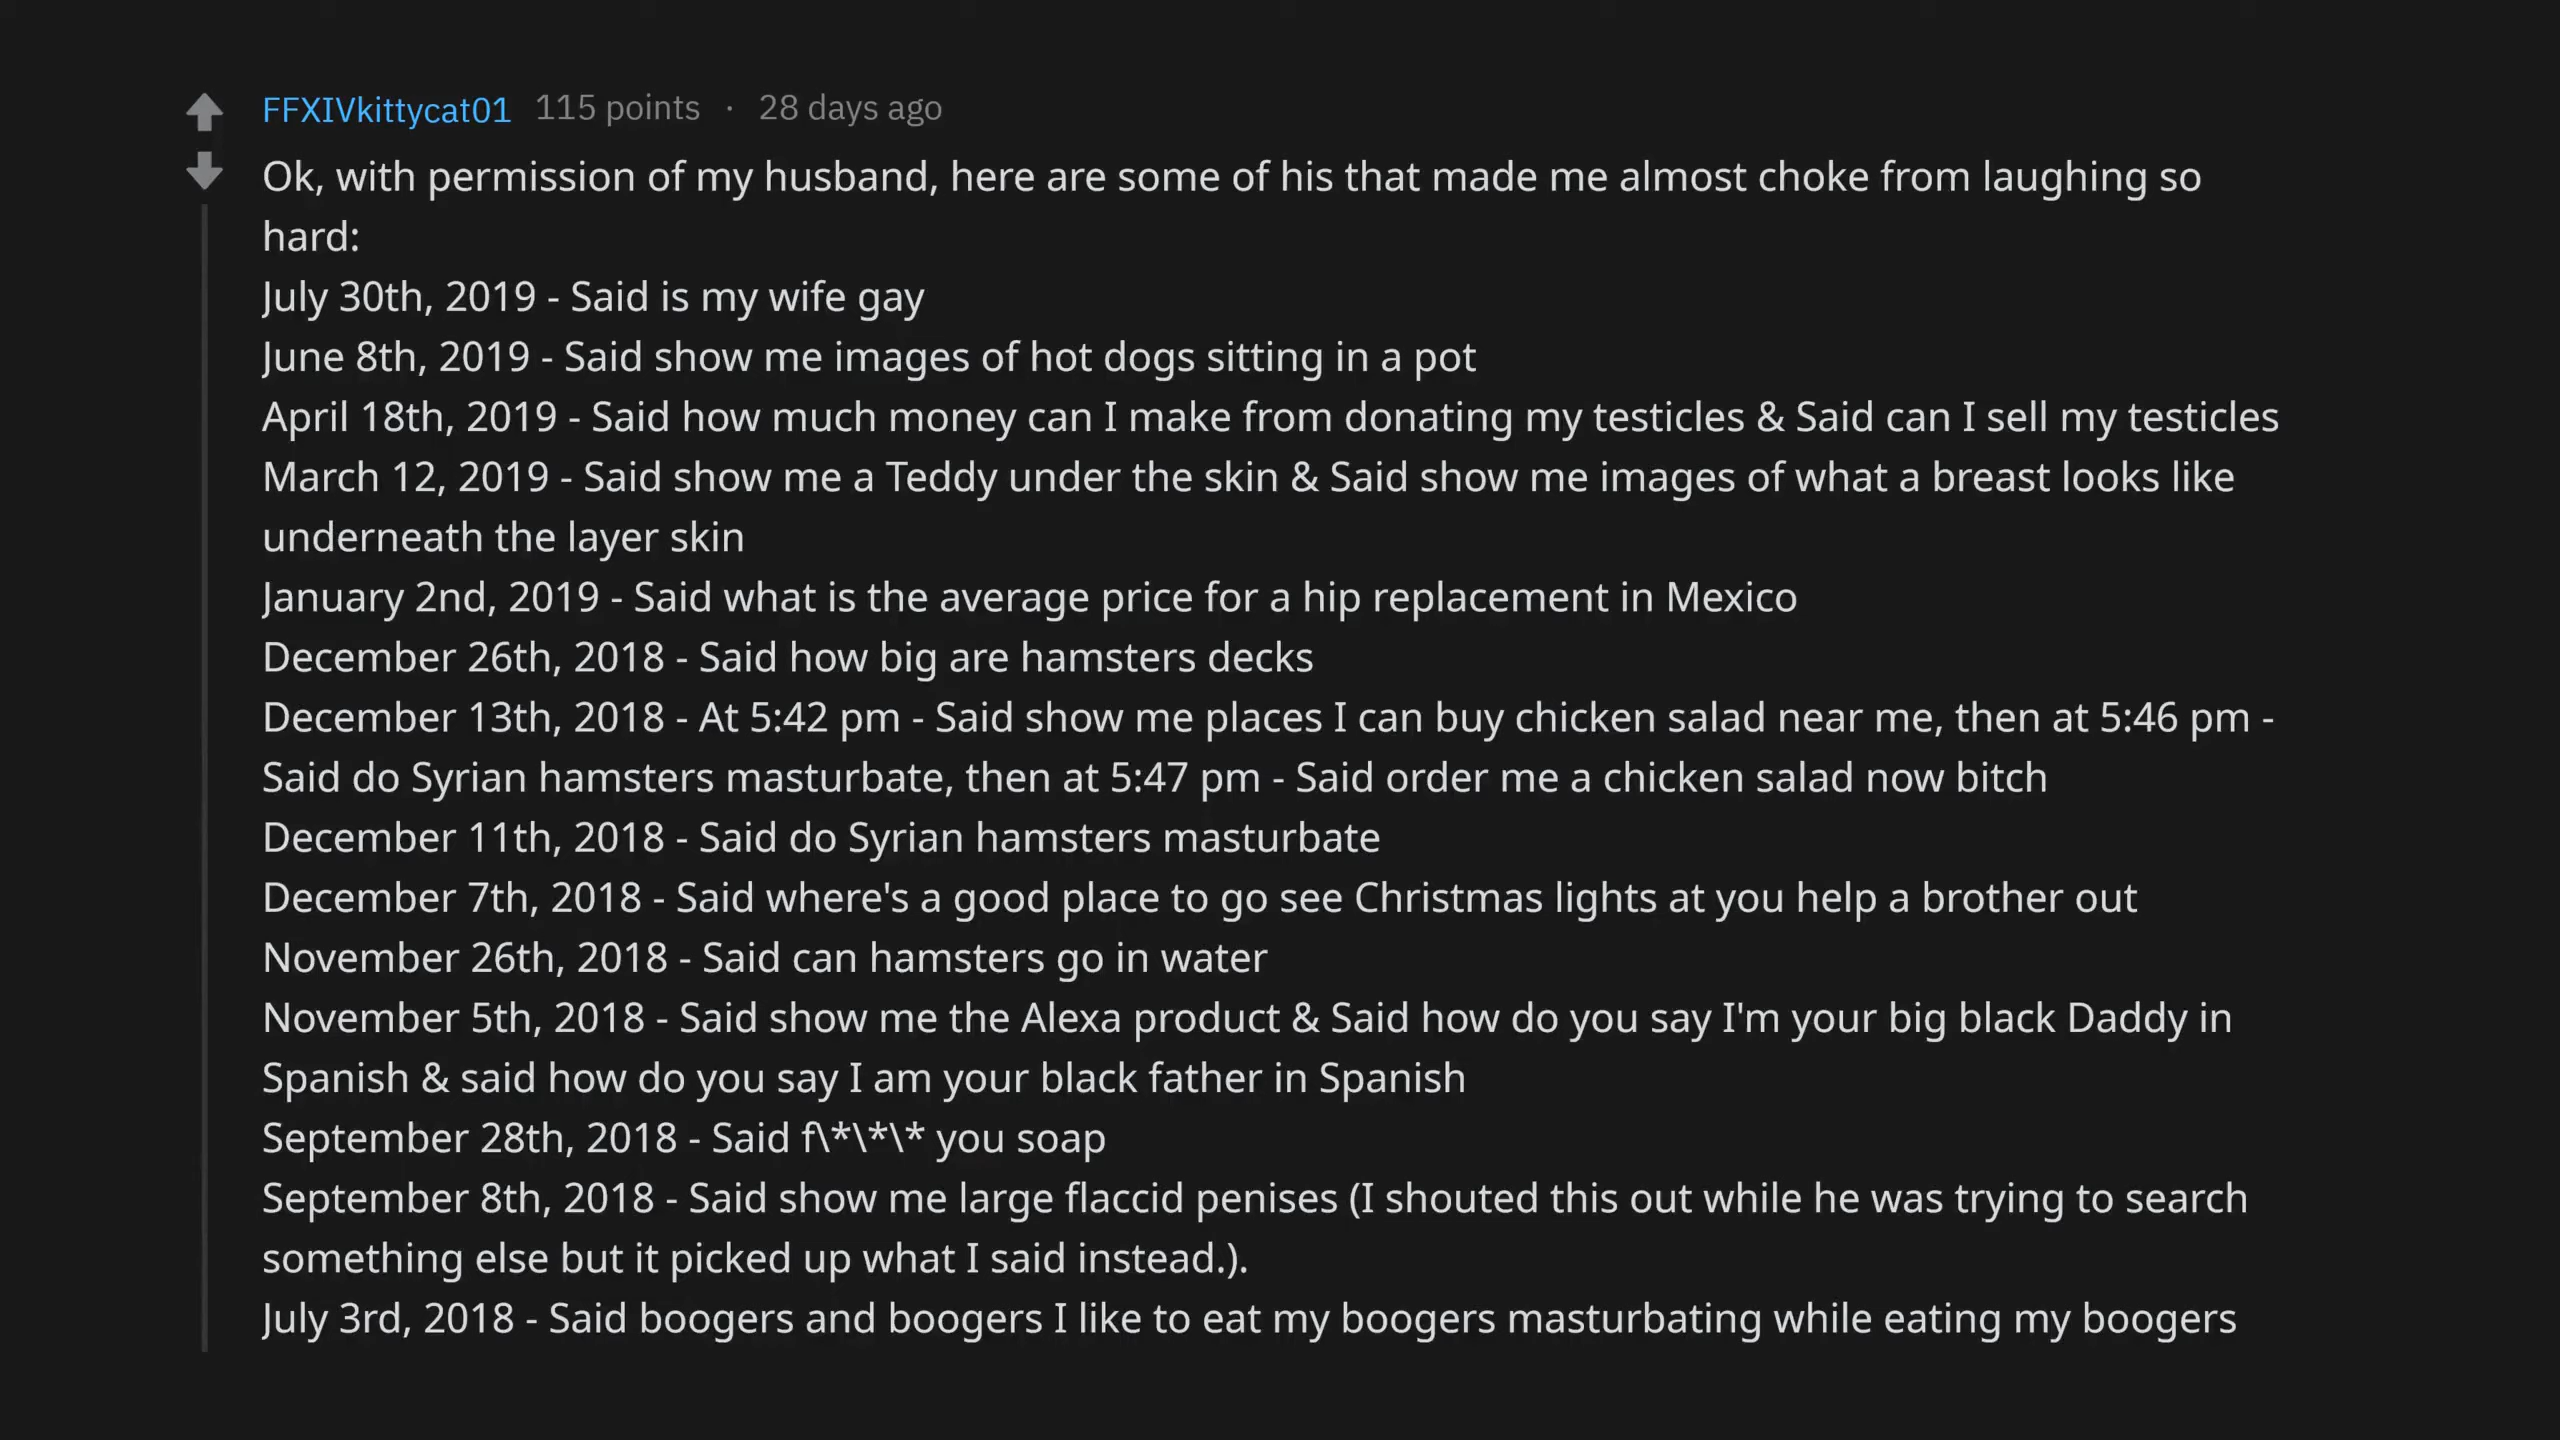 FFXIVkittycat01 115 points · 28 days ago
Ok, with permission of my husband, here are some of his that made me almost choke from laughing so
hard:
July 30th, 2019 - Said is my wife gay
June 8th, 2019 - Said show me images of hot dogs sitting in a pot
April 18th, 2019 - Said how much money can I make from donating my testicles & Said can I sell my testicles
March 12, 2019 - Said show me a Teddy under the skin & Said show me images of what a breast looks like
underneath the layer skin
January 2nd, 2019 - Said what is the average price for a hip replacement in Mexico
December 26th, 2018 - Said how big are hamsters decks
December 13th, 2018 - At 5:42 pm - Said show me places I can buy chicken salad near me, then at 5:46 pm -
Said do Syrian hamsters masturbate, then at 5:47 pm - Said order me a chicken salad now bitch
December 11th, 2018 - Said do Syrian hamsters masturbate
December 7th, 2018 - Said where's a good place to go see Christmas lights at you help a brother out
November 26th, 2018 - Said can hamsters go in water
November 5th, 2018 - Said show me the Alexa product & Said how do you say I'm your big black Daddy in
Spanish & said how do you say I am your black father in Spanish
September 28th, 2018 - Said f\*\*\* you soap
September 8th, 2018 - Said show me large flaccid penises (I shouted this out while he was trying to search
something else but it picked up what I said instead.).
July 3rd, 2018 - Said boogers and boogers I like to eat my boogers masturbating while eating my boogers